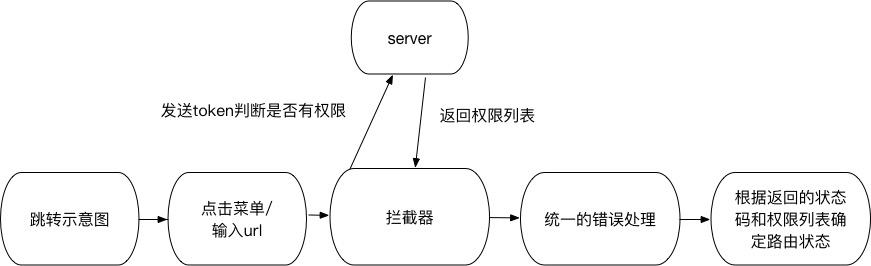 server
发送token判断是否有权限
返回权限列表
跳转示意图
点击菜单/
输入url
拦截器
统一的错误处理
根据返回的状态
码和权限列表确
定路由状态